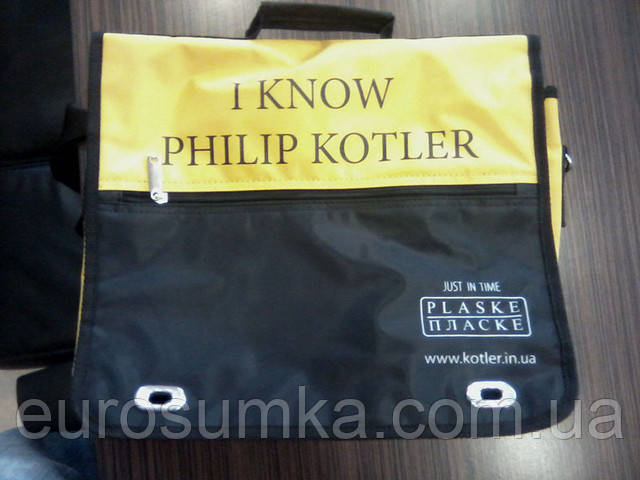 I KNOW
PHILIP KOTLER
JUST IN TIME
PLASKE
ПЛАСКЕ
www.kotler.in.ua
eurosumka.com.ua